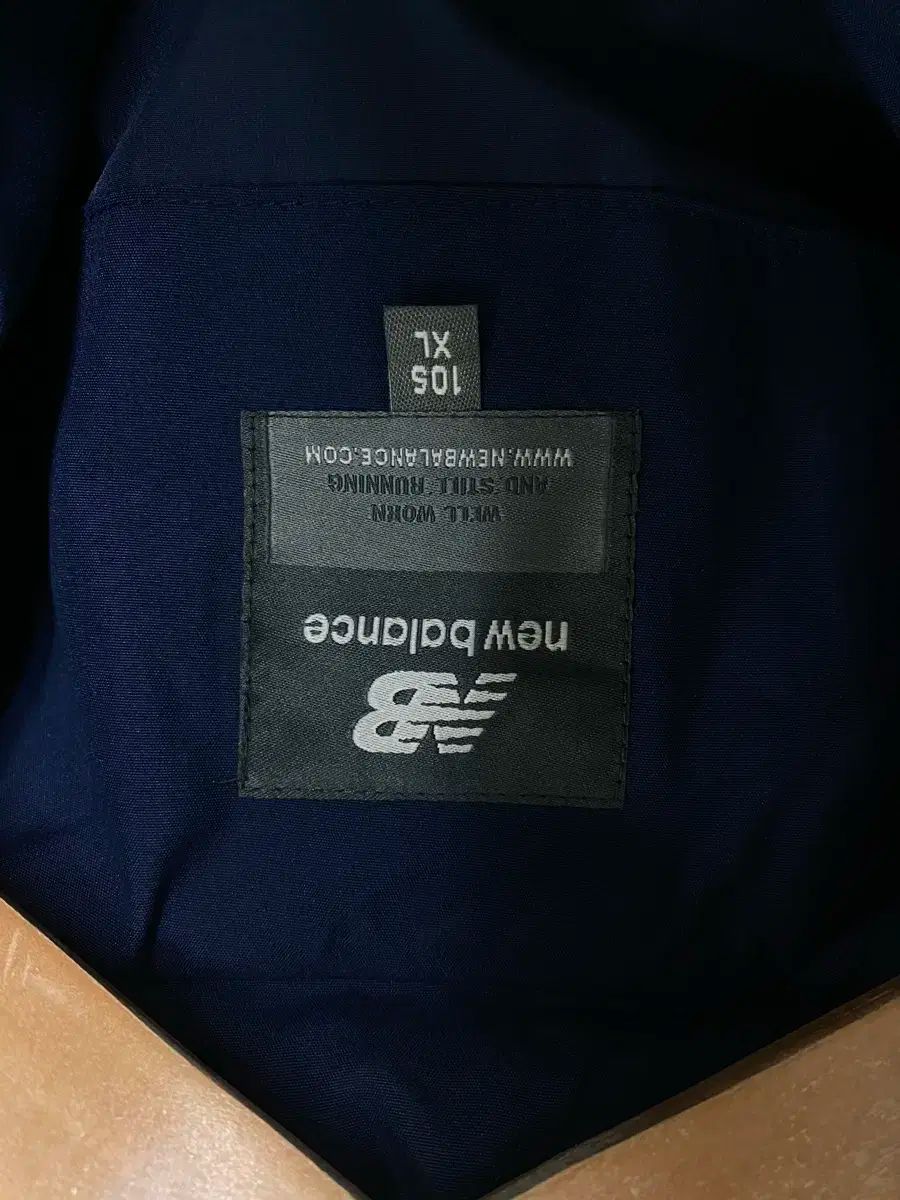 NB
new balance
WELL WORN
AND STILL RUNNING
WWW.NEWBALANCE.COM
105
XL